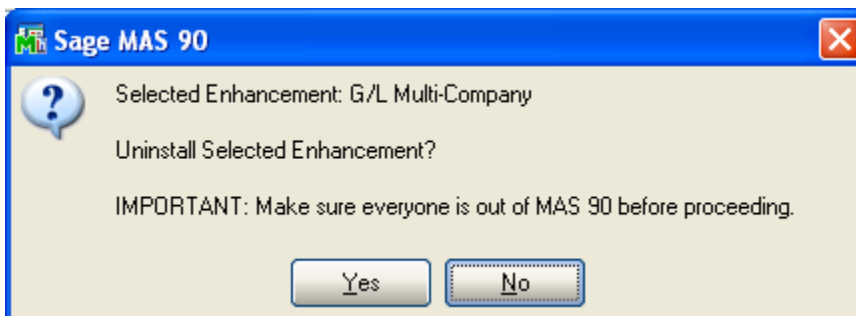 Sage MAS 90
Selected Enhancement: G/L Multi-Company
Uninstall Selected Enhancement?
IMPORTANT: Make sure everyone is out of MAS 90 before proceeding.
Yes No